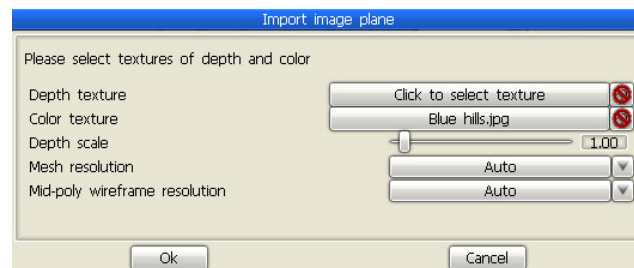 Import image plane
Please select textures of depth and color
Depth texture Click to select texture
Color texture Blue hills.jpg
Depth scale 1.00
Mesh resolution Auto
Mid-poly wireframe resolution Auto
Ok Cancel